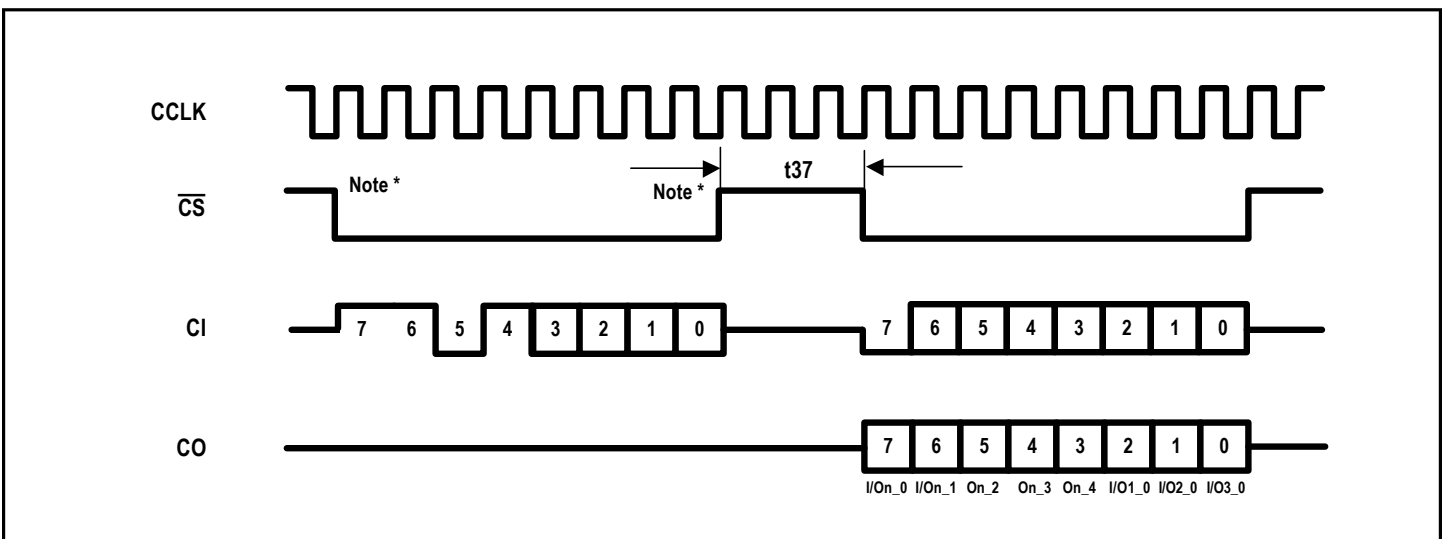 CCLK
t37
Note *
Note *
CS
CI
7 6 5 4 3 2 1 0
7 6 5 4 3 2 1 0
CO
7 6 5 4 3 2 1 0
I/On_0 I/On_1 On_2 On_3 On_4 I/O1_0 I/O2_0 I/O3_0